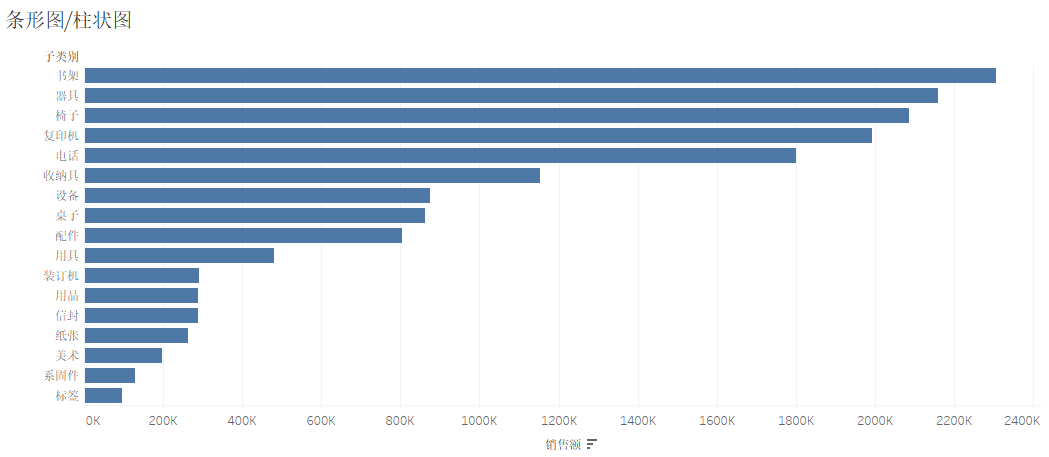 条形图/柱状图
子类别
书架
器具
椅子
复印机
电话
收纳具
设备
桌子
配件
用具
装订机
用品
信封
纸张
美术
系固件
标签
0K 200K 400K 600K 800K 1000K 1200K 1400K 1600K 1800K 2000K 2200K 2400K
销售额